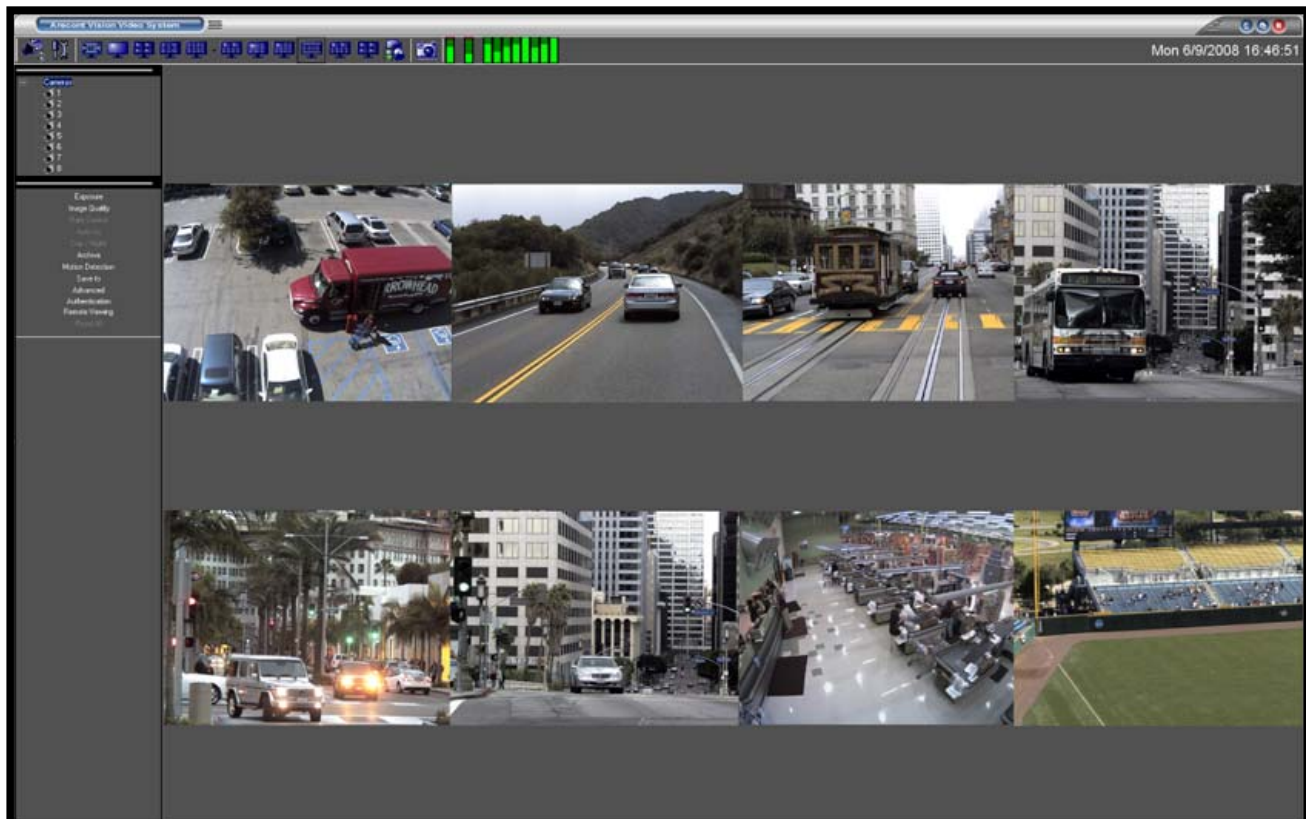 Arecont Vision Video System
Mon 6/9/2008 16:46:51
Cameras
1
2
3
4
5
6
7
8
Exposure
Image Quality
Archive
Motion Detection
Save to
Advanced
Authentication
Remote Viewing
ARROWHEAD